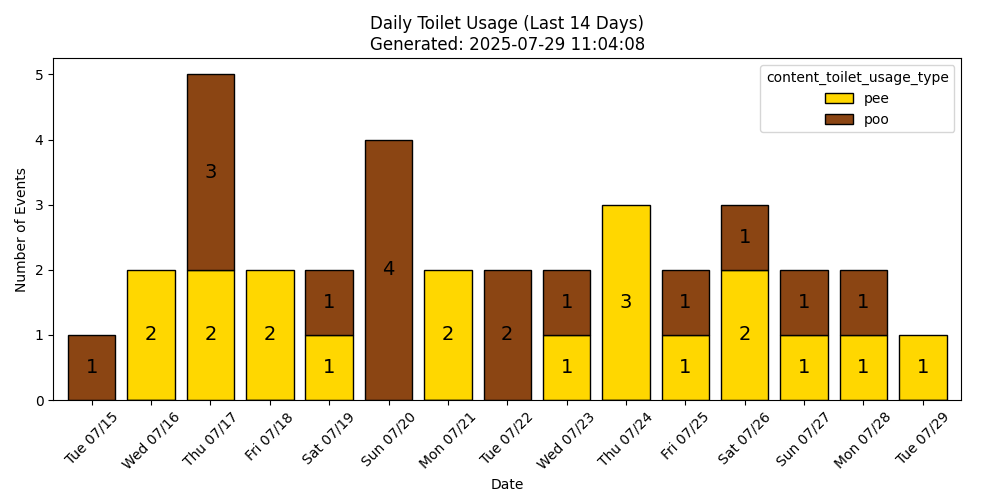 Daily Toilet Usage (Last 14 Days)
Generated: 2025-07-29 11:04:08
content_toilet_usage_type
pee
poo
Number of Events
5
4
3
2
1
0
1
2
2
3
2
1
1
4
2
2
1
1
3
1
1
2
1
1
1
1
1
1
Tue 07/15
Wed 07/16
Thu 07/17
Fri 07/18
Sat 07/19
Sun 07/20
Mon 07/21
Tue 07/22
Wed 07/23
Thu 07/24
Fri 07/25
Sat 07/26
Sun 07/27
Mon 07/28
Tue 07/29
Date